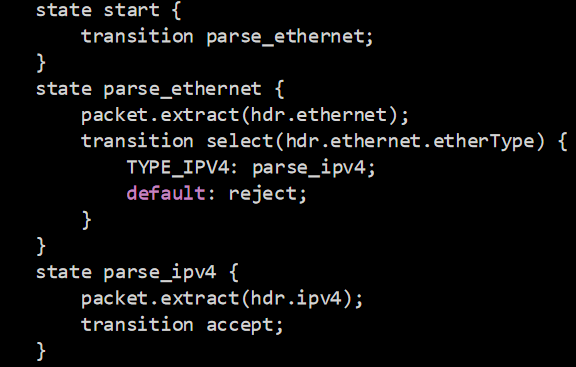 state start {
    transition parse_ethernet;
}
state parse_ethernet {
    packet.extract(hdr.ethernet);
    transition select(hdr.ethernet.etherType) {
        TYPE_IPV4: parse_ipv4;
        default: reject;
    }
}
state parse_ipv4 {
    packet.extract(hdr.ipv4);
    transition accept;
}